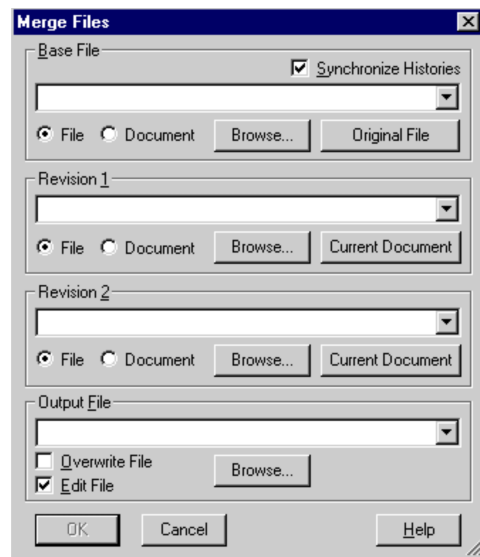 Merge Files
Base File
Synchronize Histories
File Document Browse... Original File
Revision 1
File Document Browse... Current Document
Revision 2
File Document Browse... Current Document
Output File
Overwrite File
Browse...
Edit File
OK Cancel Help